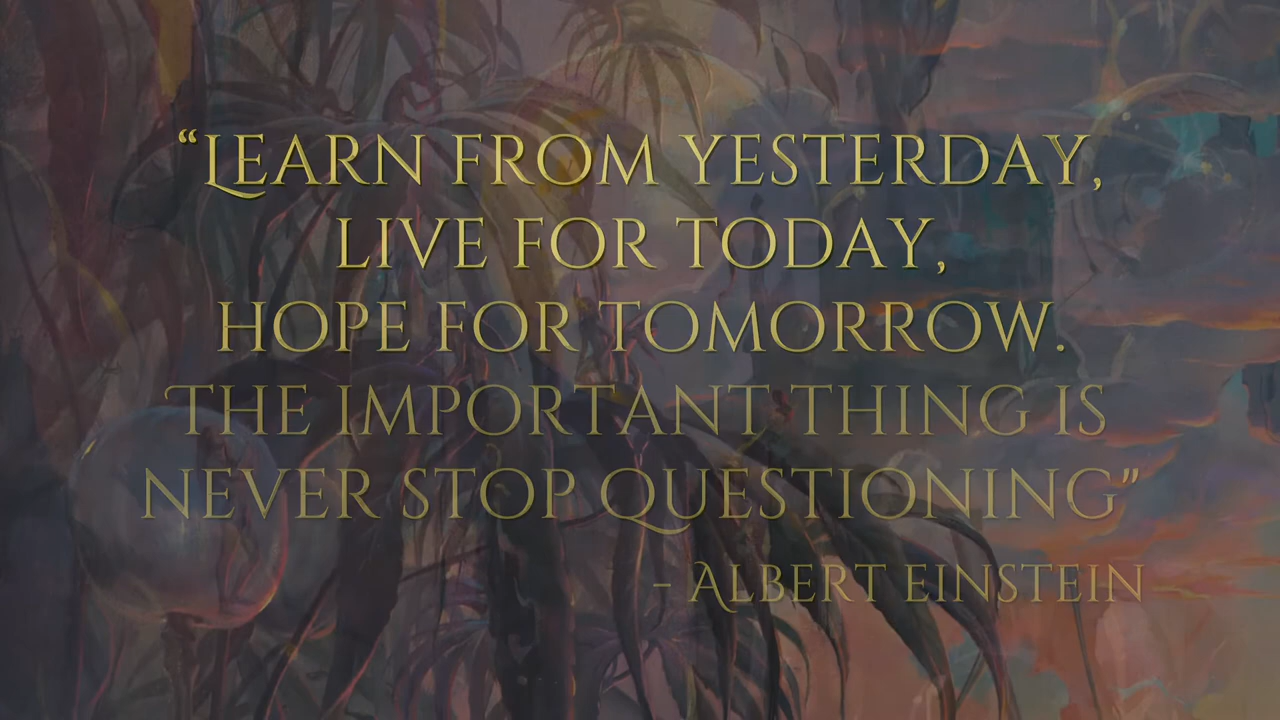 “LEARN FROM YESTERDAY,
LIVE FOR TODAY,
HOPE FOR TOMORROW.
THE IMPORTANT THING IS
NEVER STOP QUESTIONING”
– ALBERT EINSTEIN